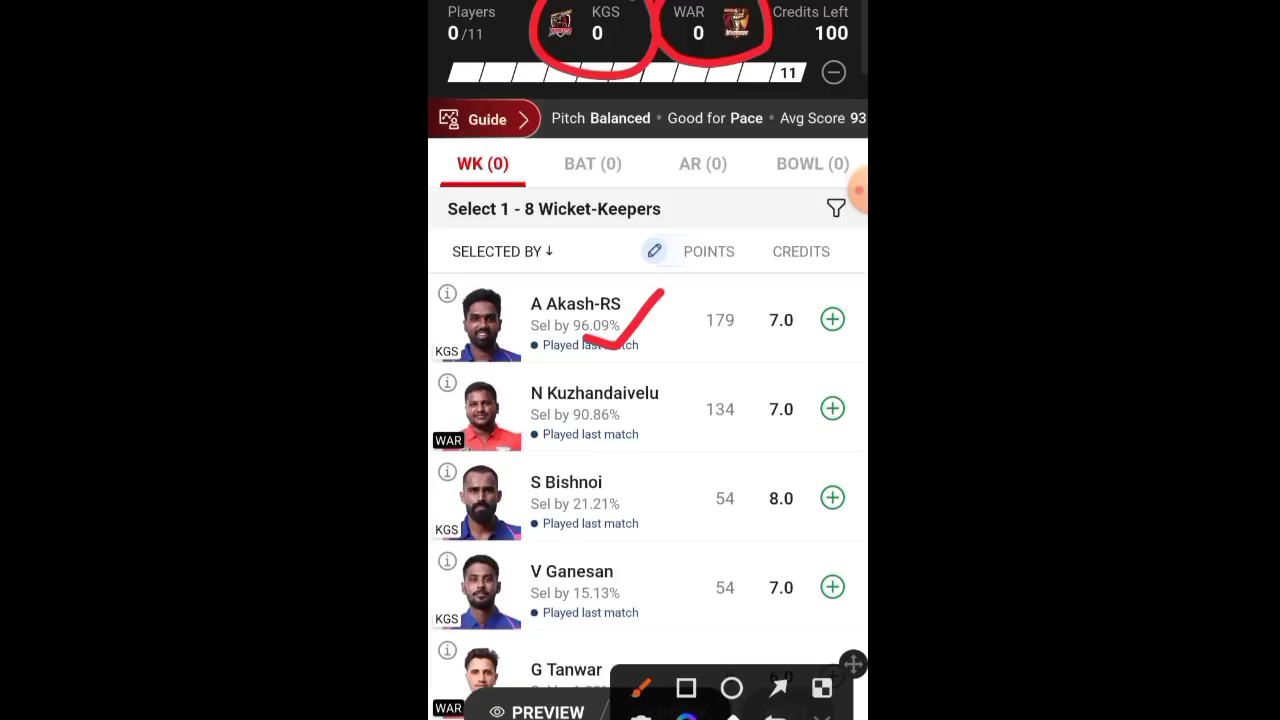 Players KGS WAR Credits Left
0/11 0 0 100
11
Guide Pitch Balanced • Good for Pace • Avg Score 93
WK (0) BAT (0) AR (0) BOWL (0)
Select 1 - 8 Wicket-Keepers
SELECTED BY ↓ POINTS CREDITS
A Akash-RS
Sel by 96.09% 179 7.0
KGS • Played last match
N Kuzhandaivelu
Sel by 90.86% 134 7.0
WAR • Played last match
S Bishnoi
Sel by 21.21% 54 8.0
KGS • Played last match
V Ganesan
Sel by 15.13% 54 7.0
KGS • Played last match
G Tanwar
WAR PREVIEW